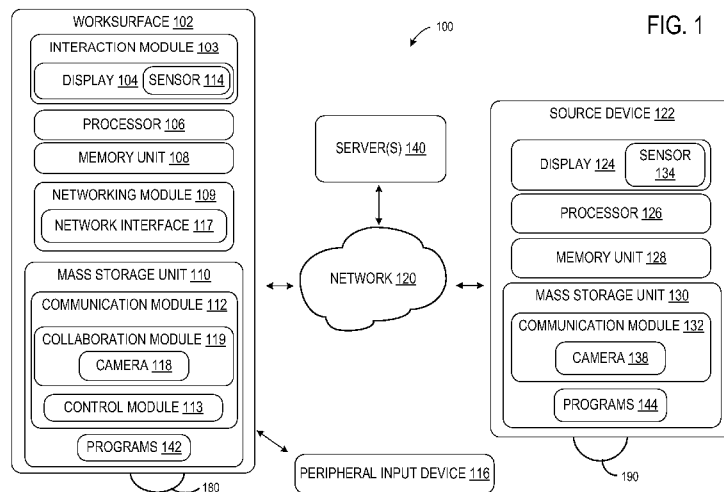 FIG. 1
100
WORKSURFACE 102
INTERACTION MODULE 103
DISPLAY 104
SENSOR 114
PROCESSOR 106
MEMORY UNIT 108
NETWORKING MODULE 109
NETWORK INTERFACE 117
MASS STORAGE UNIT 110
COMMUNICATION MODULE 112
COLLABORATION MODULE
119
CAMERA 118
CONTROL MODULE 113
PROGRAMS 142
180
SERVER(S) 140
NETWORK 120
PERIPHERAL INPUT DEVICE 116
SOURCE DEVICE 122
DISPLAY 124
SENSOR
134
PROCESSOR 126
MEMORY UNIT 128
MASS STORAGE UNIT 130
COMMUNICATION MODULE 132
CAMERA 138
PROGRAMS 144
190